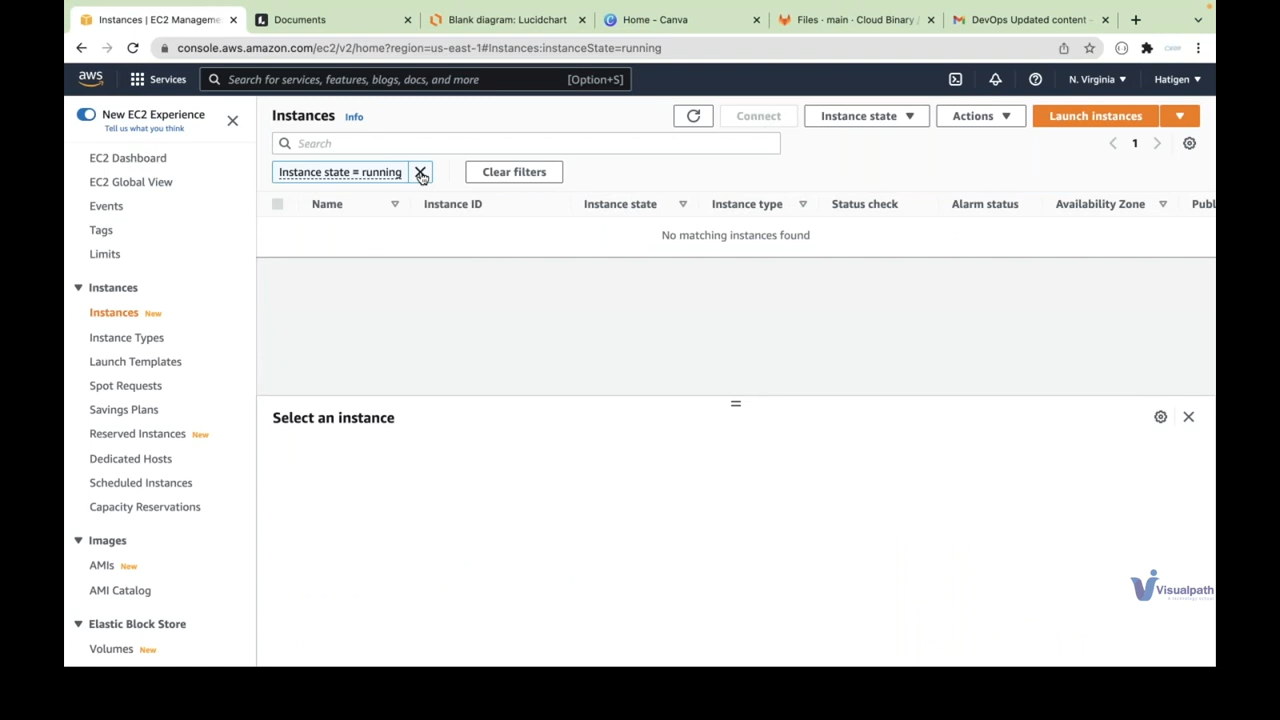 Instances | EC2 Manageme
Documents
Blank diagram: Lucidchart
Home - Canva
Files · main · Cloud Binary /
DevOps Updated content -
console.aws.amazon.com/ec2/v2/home?region=us-east-1#Instances:instanceState=running
aws
Services
Search for services, features, blogs, docs, and more
[Option+S]
N. Virginia
Hatigen
New EC2 Experience
Tell us what you think
EC2 Dashboard
EC2 Global View
Events
Tags
Limits
Instances
Instances New
Instance Types
Launch Templates
Spot Requests
Savings Plans
Reserved Instances New
Dedicated Hosts
Scheduled Instances
Capacity Reservations
Images
AMIs New
AMI Catalog
Elastic Block Store
Volumes New
Instances Info
Connect
Instance state
Actions
Launch instances
Search
1
Instance state = running
Clear filters
Name
Instance ID
Instance state
Instance type
Status check
Alarm status
Availability Zone
Publ
No matching instances found
Select an instance
Visualpath